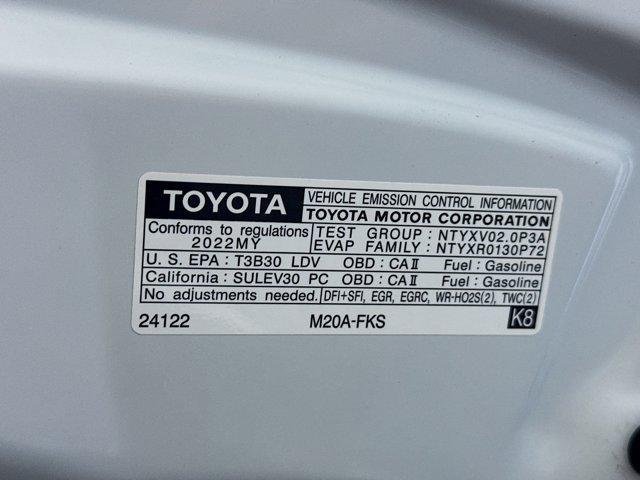 TOYOTA VEHICLE EMISSION CONTROL INFORMATION
TOYOTA MOTOR CORPORATION
Conforms to regulations TEST GROUP : NTYXV02.0P3A
2022MY EVAP FAMILY : NTYXR0130P72
U. S. EPA : T3B30 LDV OBD : CAⅡ Fuel : Gasoline
California : SULEV30 PC OBD : CAⅡ Fuel : Gasoline
No adjustments needed. DFI+SFI, EGR, EGRC, WR-HO2S(2), TWC(2)
24122 M20A-FKS K8